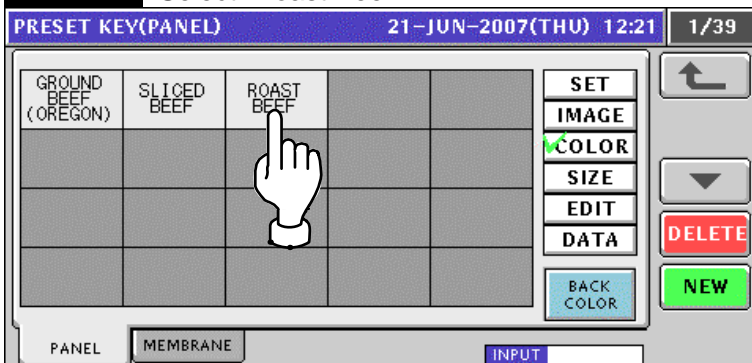 PRESET KEY(PANEL) 21-JUN-2007(THU) 12:21 1/39
GROUND
BEEF
(OREGON)
SLICED
BEEF
ROAST
BEEF
SET
IMAGE
COLOR
SIZE
EDIT
DATA
BACK
COLOR
DELETE
NEW
PANEL
MEMBRANE
INPUT